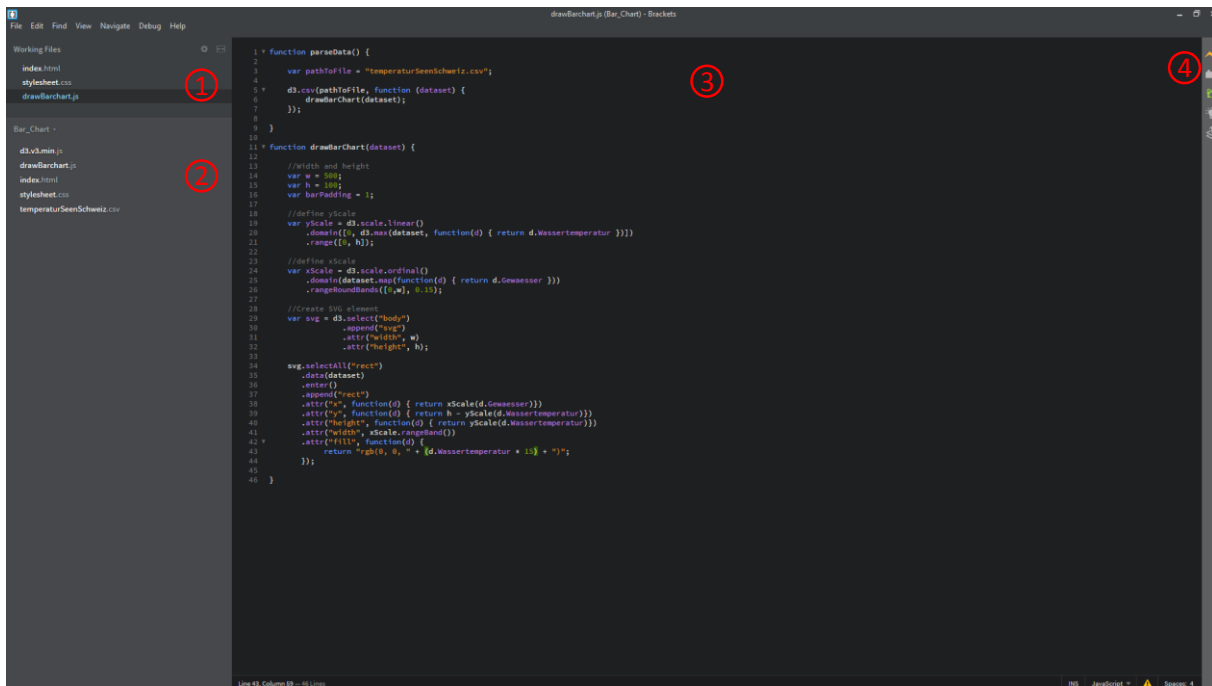 drawBarchart.js (Bar_Chart) - Brackets
File Edit Find View Navigate Debug Help
Working Files
index.html
stylesheet.css
drawBarchart.js
1
Bar_Chart
d3.v3.min.js
drawBarchart.js
index.html
stylesheet.css
temperaturSeenSchweiz.csv
2
3
4
1 function parseData() {
2
3 var pathToFile = "temperaturSeenSchweiz.csv";
4
5 d3.csv(pathToFile, function (dataset) {
6 drawBarChart(dataset);
7 });
8
9 }
10
11 function drawBarChart(dataset) {
12
13 //Width and height
14 var w = 500;
15 var h = 100;
16 var barPadding = 1;
17
18 //define yScale
19 var yScale = d3.scale.linear()
20 .domain([0, d3.max(dataset, function(d) { return d.Wassertemperatur })])
21 .range([0, h]);
22
23 //define xScale
24 var xScale = d3.scale.ordinal()
25 .domain(dataset.map(function(d) { return d.Gewaesser }))
26 .rangeRoundBands([0,w], 0.15);
27
28 //Create SVG element
29 var svg = d3.select("body")
30 .append("svg")
31 .attr("width", w)
32 .attr("height", h);
33
34 svg.selectAll("rect")
35 .data(dataset)
36 .enter()
37 .append("rect")
38 .attr("x", function(d) { return xScale(d.Gewaesser)})
39 .attr("y", function(d) { return h - yScale(d.Wassertemperatur)})
40 .attr("height", function(d) { return yScale(d.Wassertemperatur)})
41 .attr("width", xScale.rangeBand())
42 .attr("fill", function(d) {
43 return "rgb(0, 0, " + (d.Wassertemperatur * 15) + ")";
44 });
45
46 }
Line 43, Column 59 — 46 Lines
INS JavaScript Spaces: 4